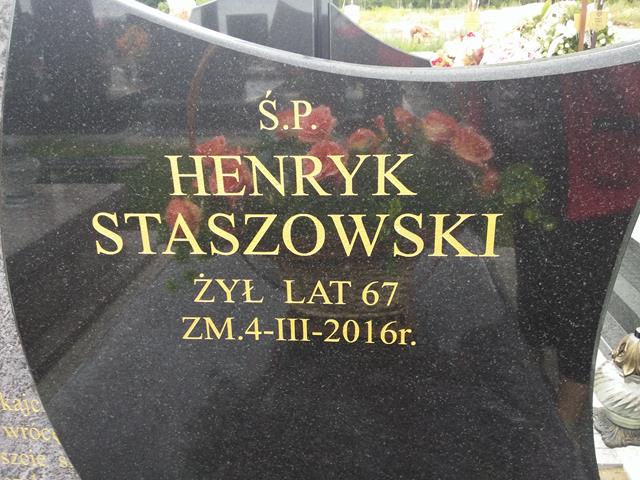 Ś.P.
HENRYK
STASZOWSKI
ŻYŁ LAT 67
ZM.4-III-2016r.